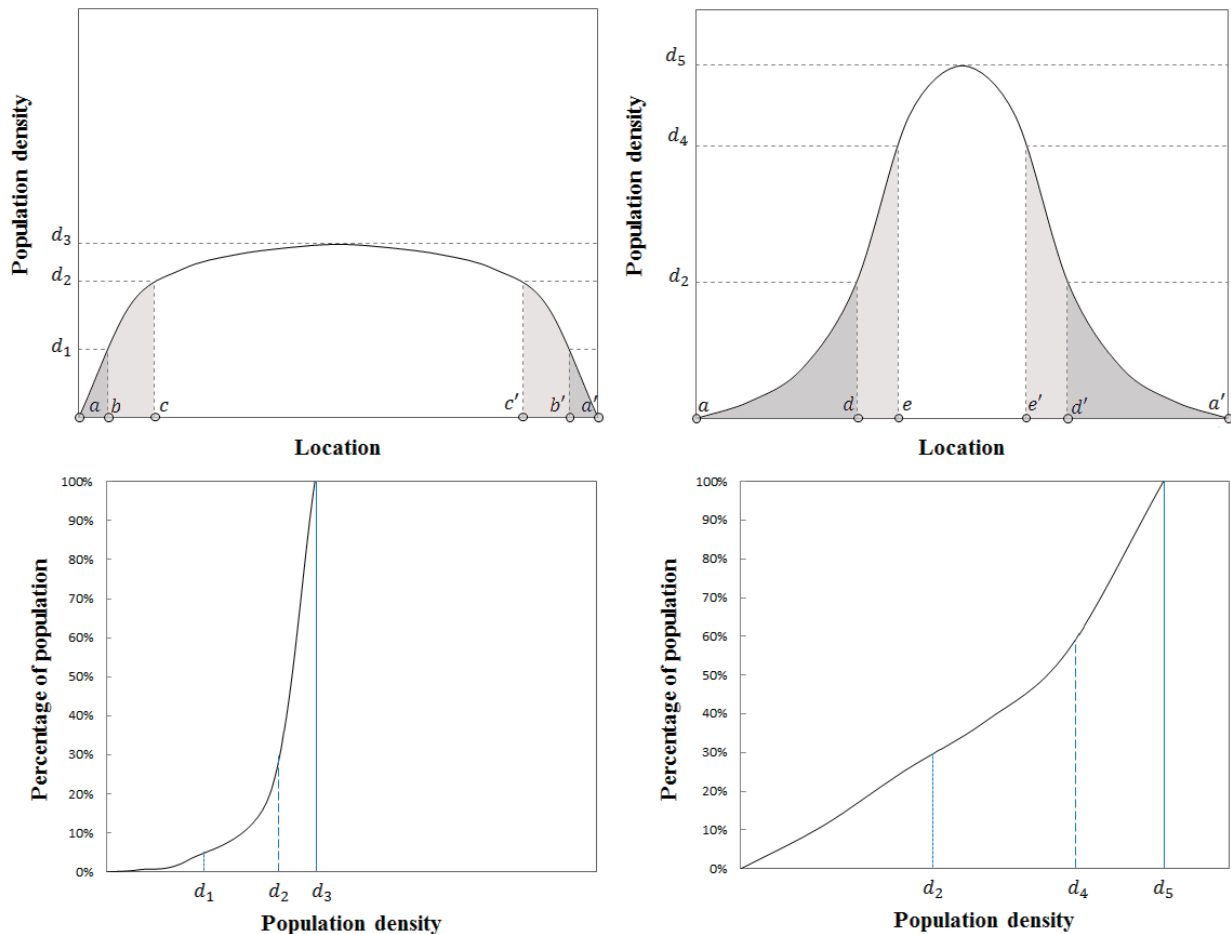 Population density
d₃
d₂
d₁
a b c c′ b′ a′
Location
Population density
d₅
d₄
d₂
a d e e′ d′ a′
Location
Percentage of population
100%
90%
80%
70%
60%
50%
40%
30%
20%
10%
0%
d₁ d₂ d₃
Population density
Percentage of population
100%
90%
80%
70%
60%
50%
40%
30%
20%
10%
0%
d₂ d₄ d₅
Population density